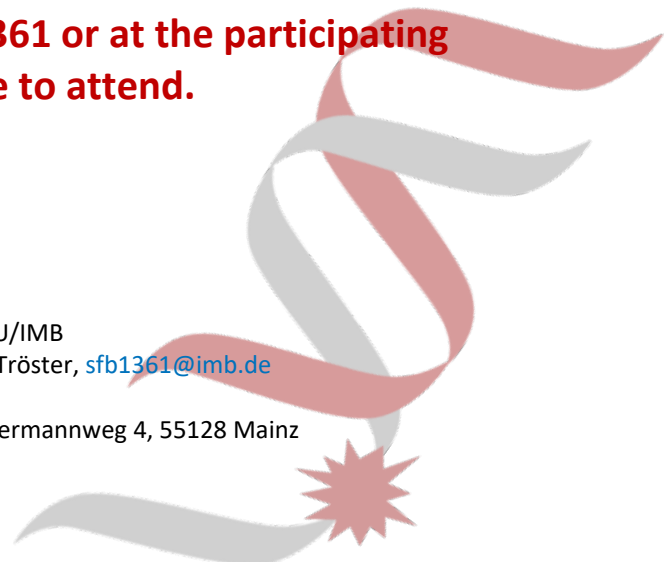 361 or at the participating
e to attend.
J/IMB
Tröster, sfb1361@imb.de
ermannweg 4, 55128 Mainz